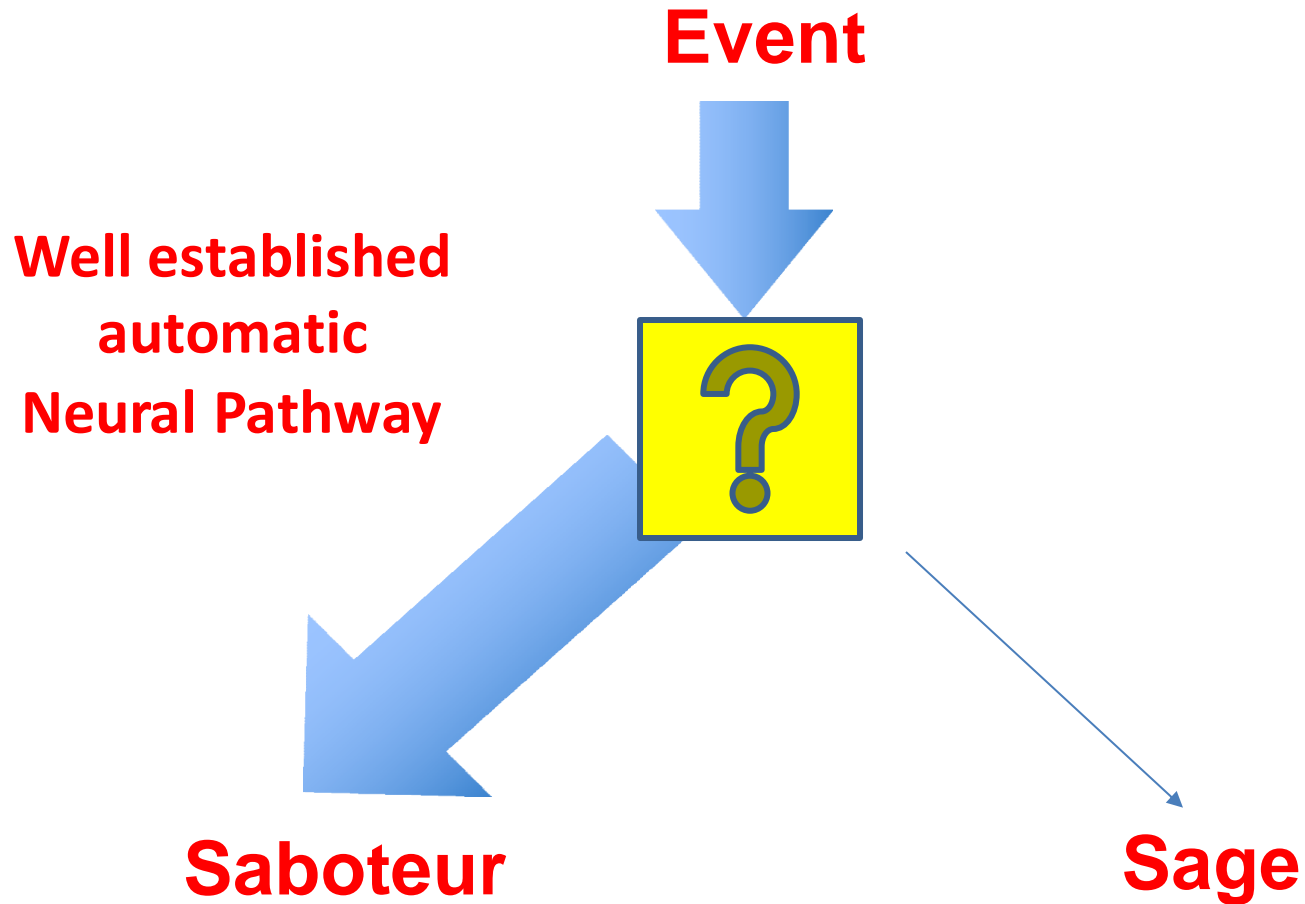 Event
Well established
automatic
Neural Pathway
?
Saboteur
Sage